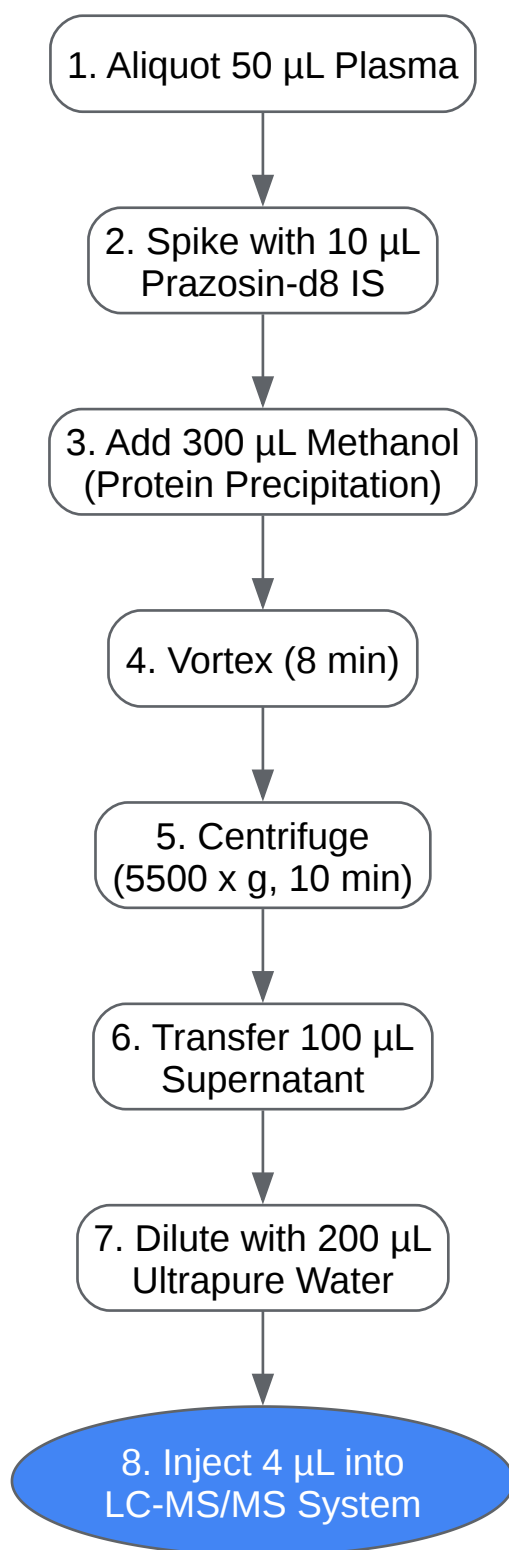 1. Aliquot 50 µL Plasma
2. Spike with 10 µL
Prazosin-d8 IS
3. Add 300 µL Methanol
(Protein Precipitation)
4. Vortex (8 min)
5. Centrifuge
(5500 x g, 10 min)
6. Transfer 100 µL
Supernatant
7. Dilute with 200 µL
Ultrapure Water
8. Inject 4 µL into
LC-MS/MS System